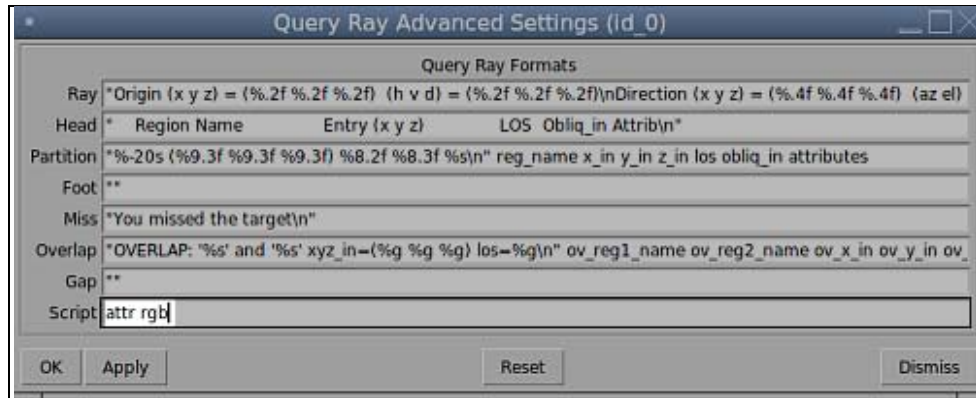 Query Ray Advanced Settings (id_0)
Query Ray Formats
Ray "Origin (x y z) = (%.2f %.2f %.2f)  (h v d) = (%.2f %.2f %.2f)\nDirection (x y z) = (%.4f %.4f %.4f)  (az el)
Head "    Region Name               Entry (x y z)              LOS  Obliq_in Attrib\n"
Partition "%-20s (%9.3f %9.3f %9.3f) %8.2f %8.3f %s\n" reg_name x_in y_in z_in los obliq_in attributes
Foot ""
Miss "You missed the target\n"
Overlap "OVERLAP: '%s' and '%s' xyz_in=(%g %g %g) los=%g\n" ov_reg1_name ov_reg2_name ov_x_in ov_y_in ov_
Gap ""
Script attr rgb
OK Apply Reset Dismiss